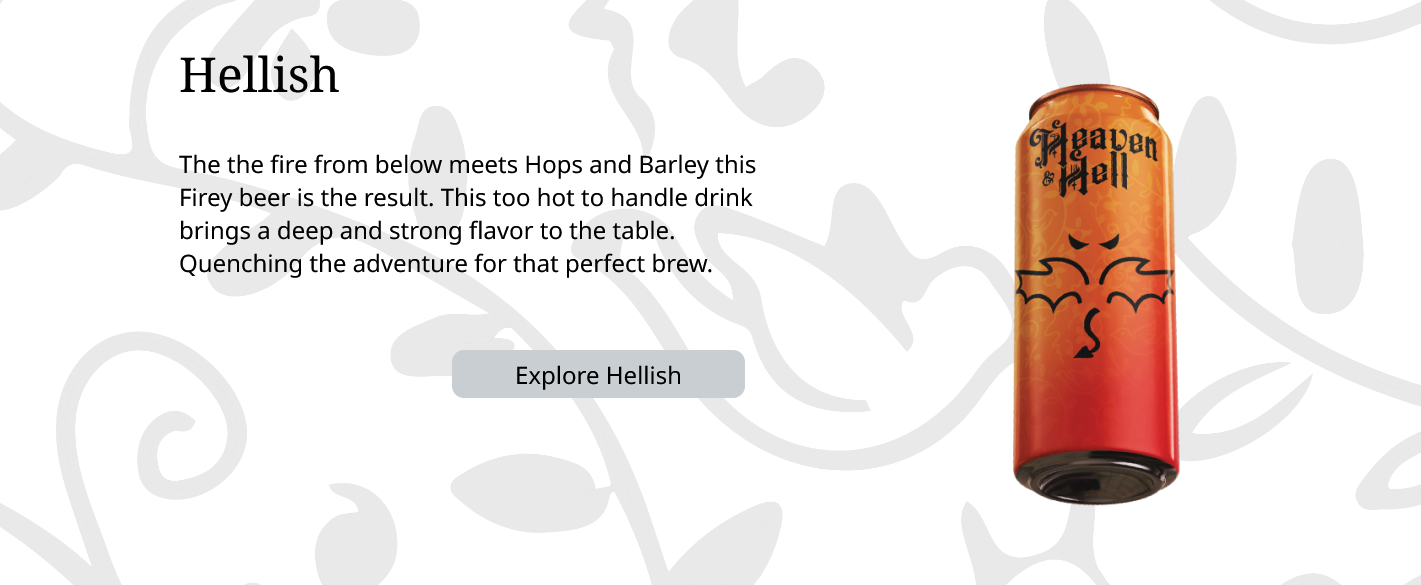 Hellish
The the fire from below meets Hops and Barley this
Firey beer is the result. This too hot to handle drink
brings a deep and strong flavor to the table.
Quenching the adventure for that perfect brew.
Explore Hellish
Heaven
& Hell